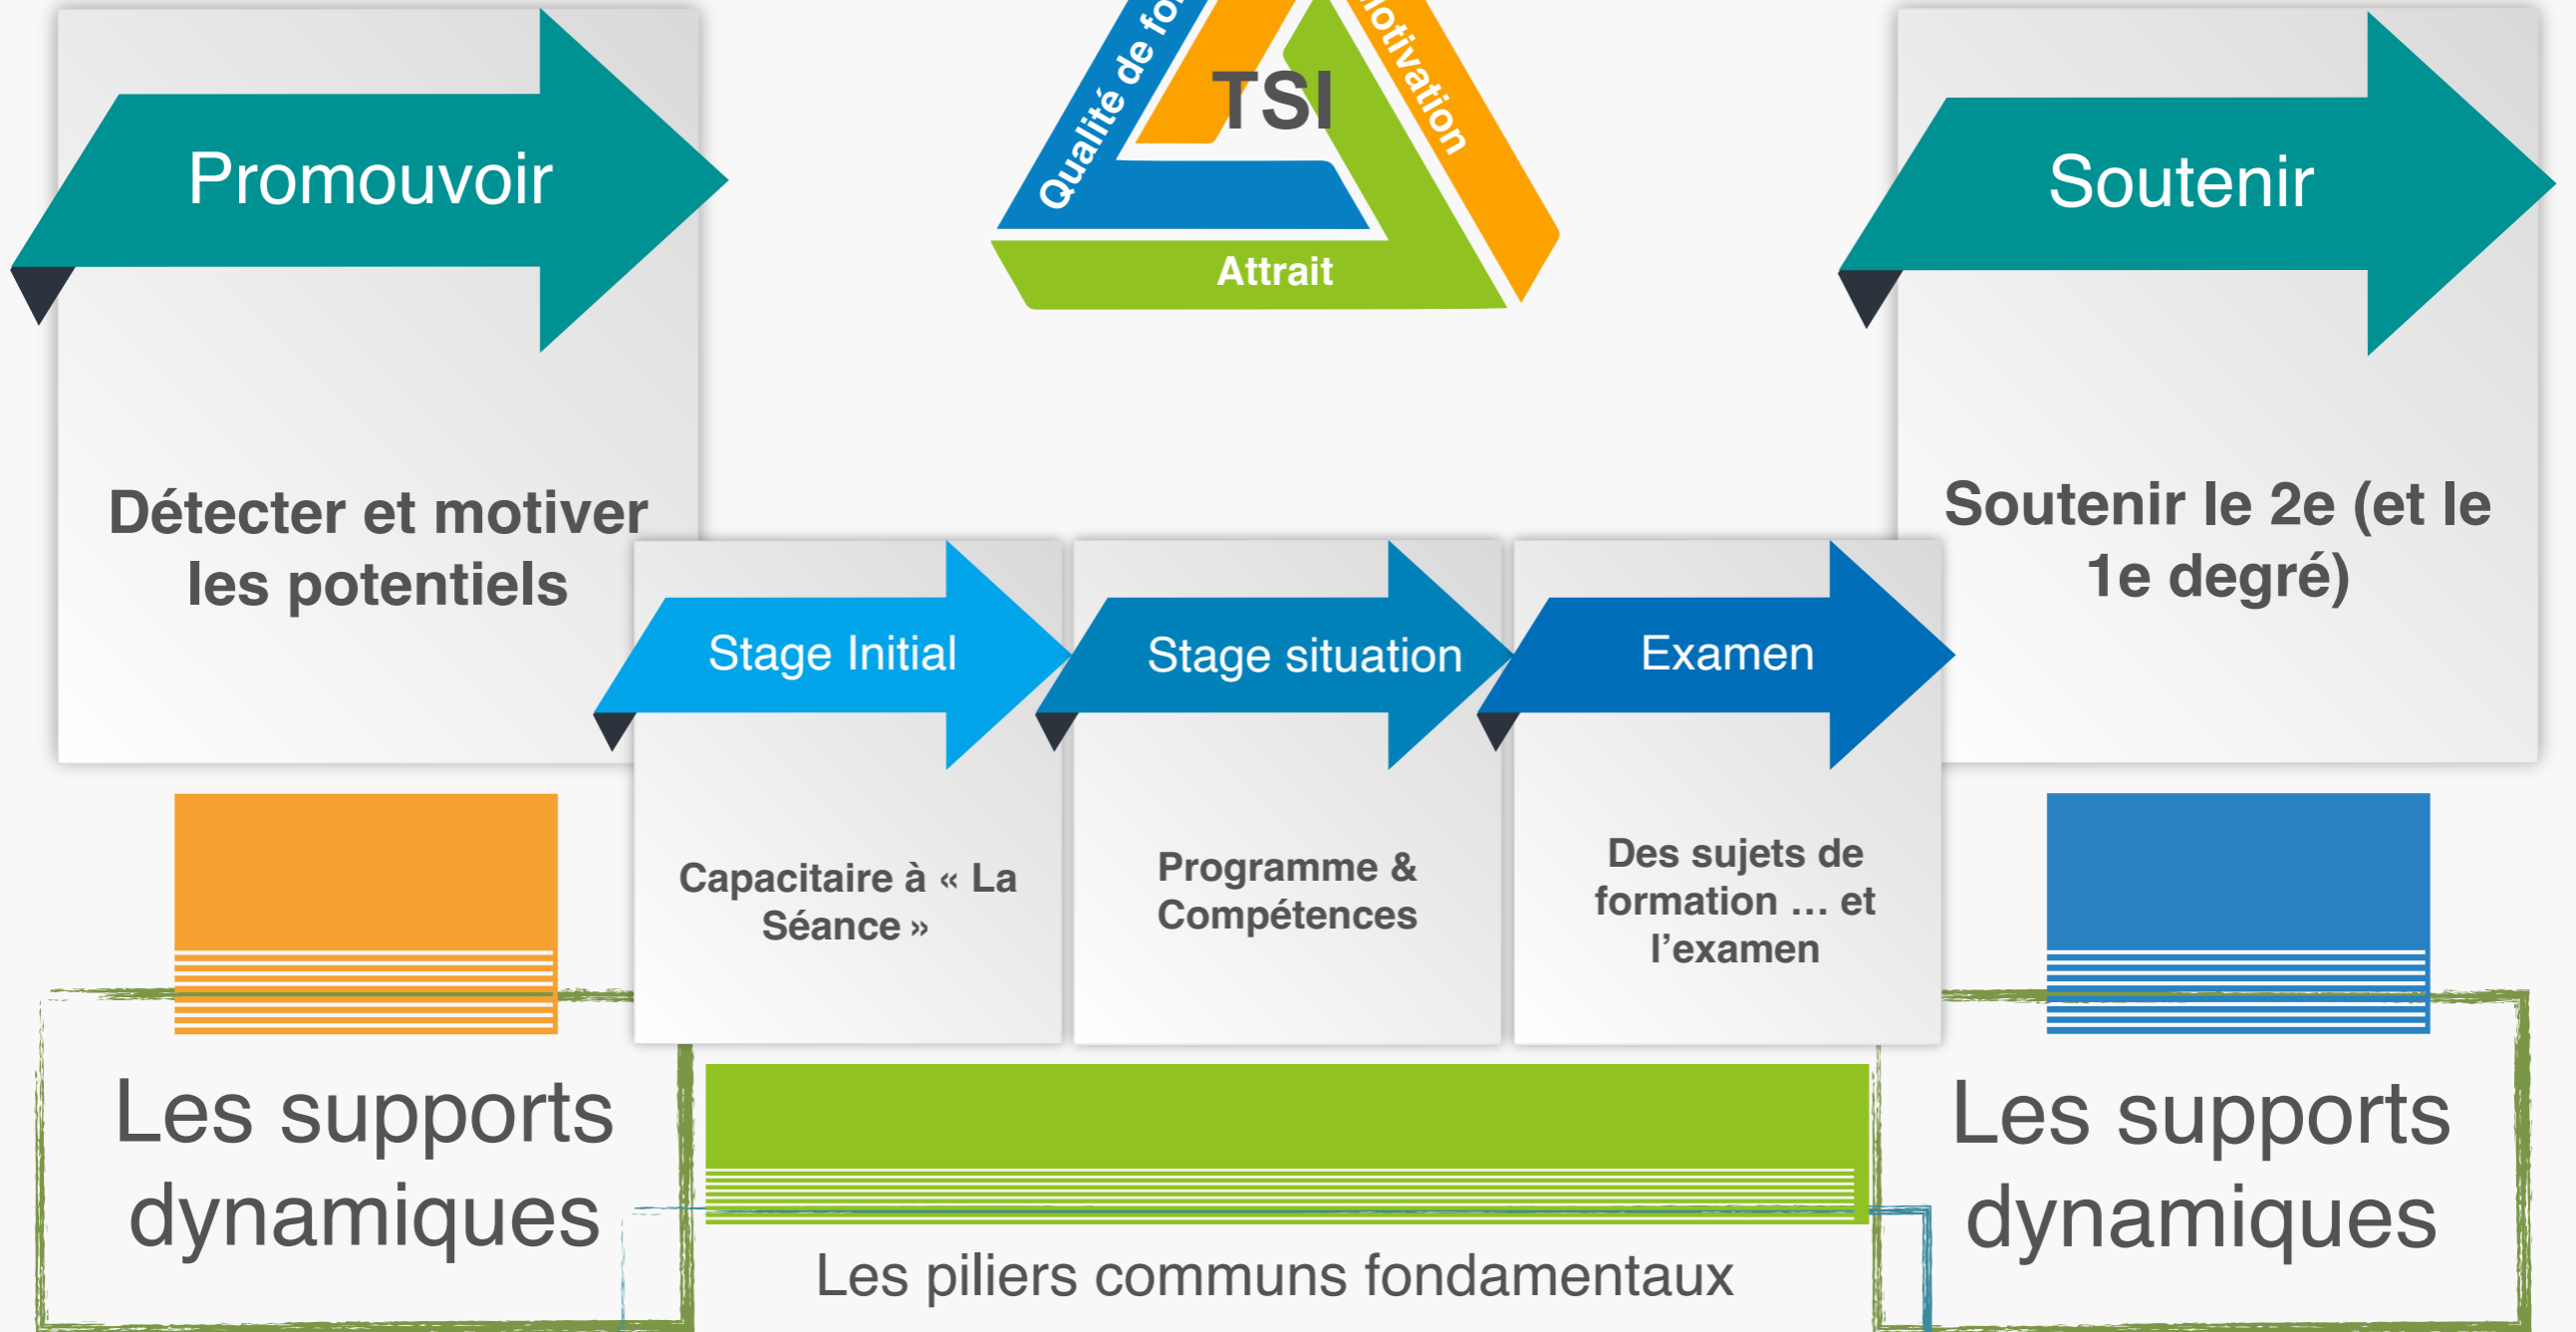 Qualité de
Motivation
TSI
Attrait
Promouvoir
Détecter et motiver
les potentiels
Stage Initial
Capacitaire à « La
Séance »
Stage situation
Programme &
Compétences
Examen
Des sujets de
formation … et
l’examen
Soutenir
Soutenir le 2e (et le
1e degré)
Les supports
dynamiques
Les piliers communs fondamentaux
Les supports
dynamiques